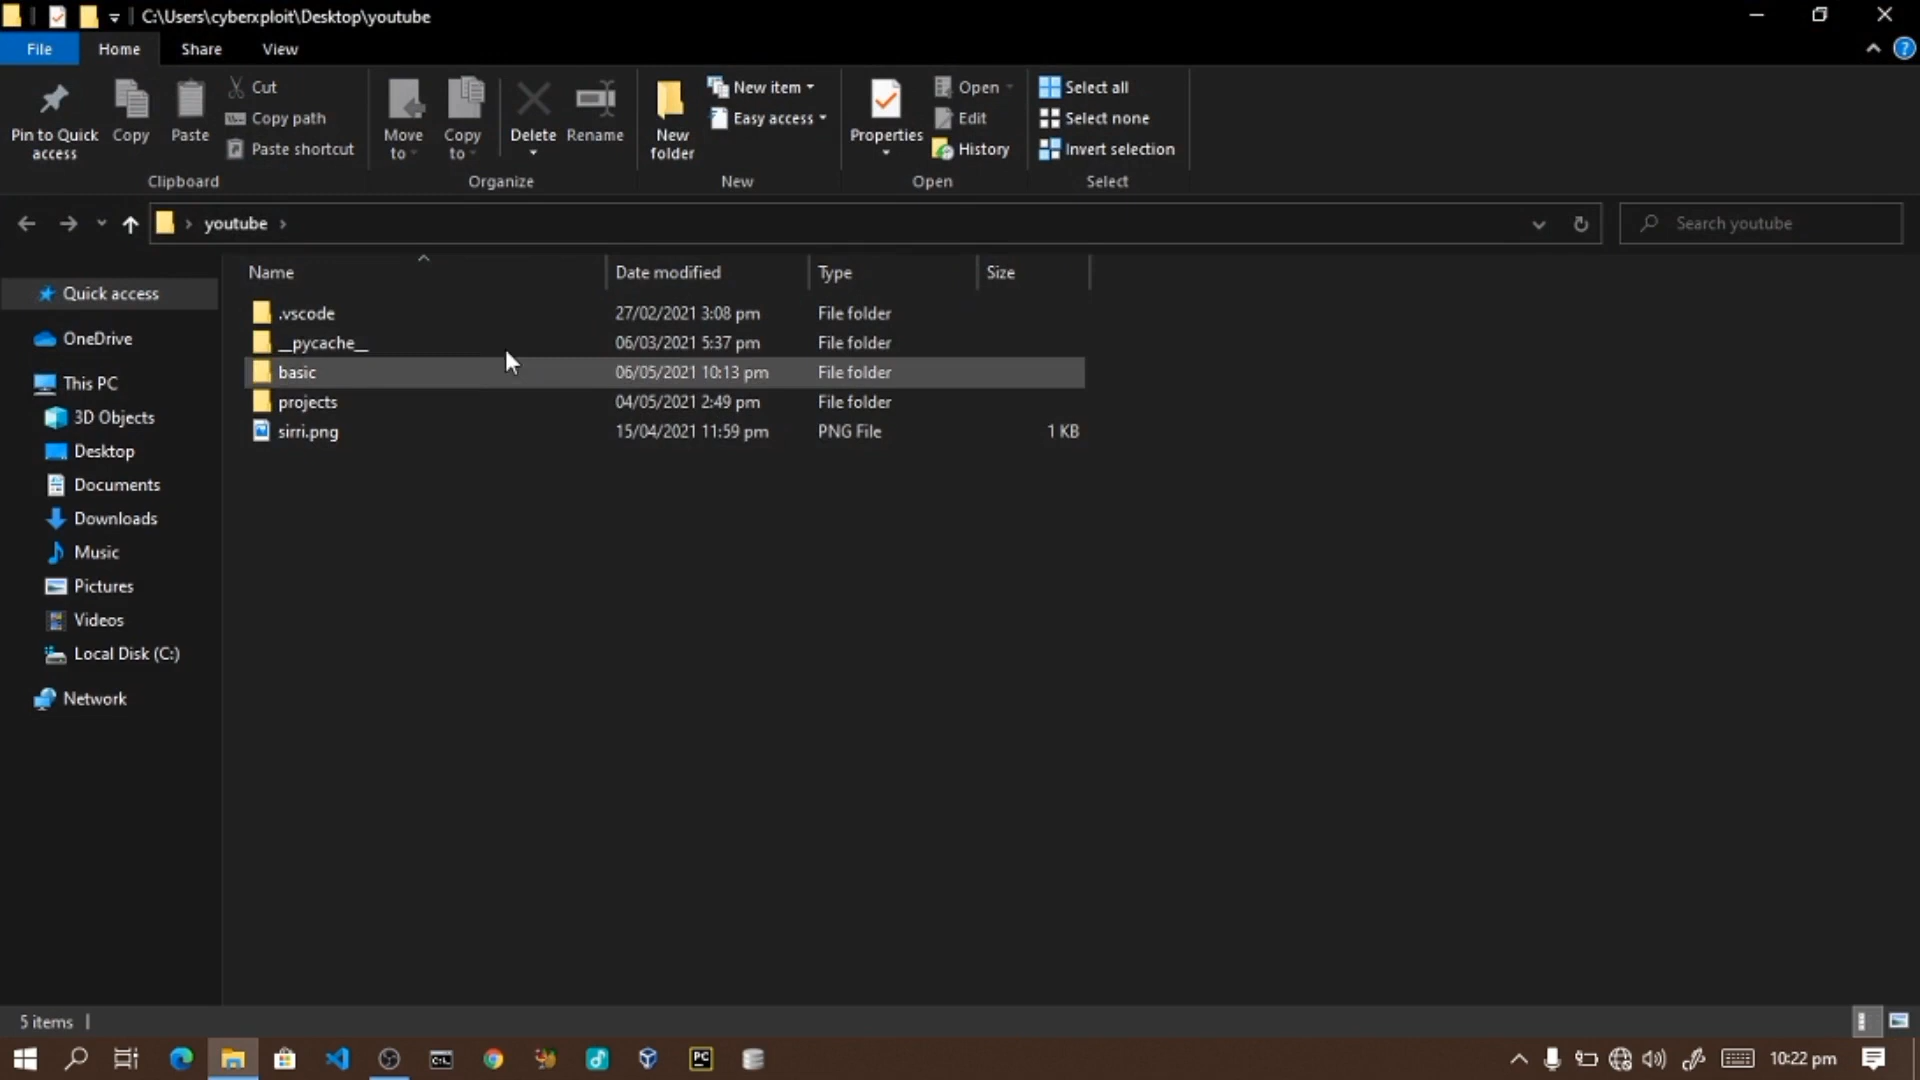 C:\Users\cyberxploit\Desktop\youtube
File Home Share View
Pin to Quick access
Copy
Paste
Cut
Copy path
Paste shortcut
Clipboard
Move to
Copy to
Delete
Rename
Organize
New folder
New item
Easy access
New
Properties
Open
Edit
History
Open
Select all
Select none
Invert selection
Select
youtube
Search youtube
Name Date modified Type Size
.vscode 27/02/2021 3:08 pm File folder
__pycache__ 06/03/2021 5:37 pm File folder
basic 06/05/2021 10:13 pm File folder
projects 04/05/2021 2:49 pm File folder
sirri.png 15/04/2021 11:59 pm PNG File 1 KB
Quick access
OneDrive
This PC
3D Objects
Desktop
Documents
Downloads
Music
Pictures
Videos
Local Disk (C:)
Network
5 items
PC
10:22 pm